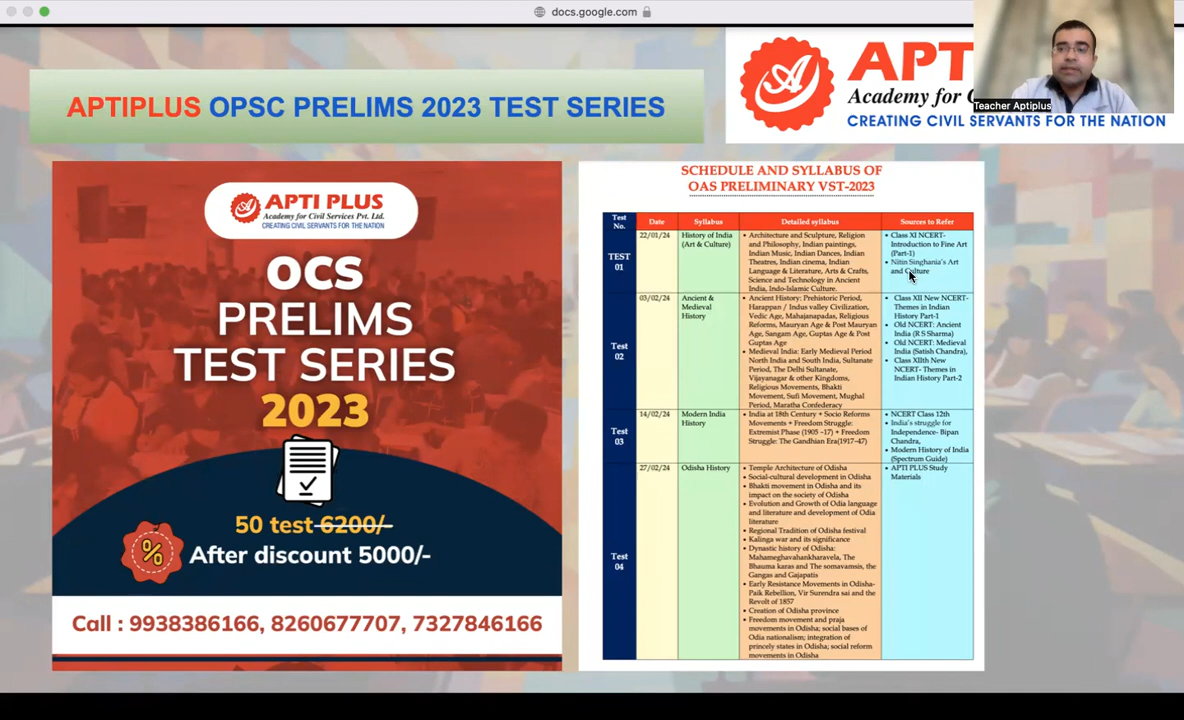 docs.google.com
APTIPLUS OPSC PRELIMS 2023 TEST SERIES
APT
Academy for C
CREATING CIVIL SERVANTS FOR THE NATION
Teacher Aptiplus
APTI PLUS
Academy for Civil Services Pvt. Ltd.
CREATING CIVIL SERVANTS FOR THE NATION
OCS
PRELIMS
TEST SERIES
2023
50 test 6200/-
%
After discount 5000/-
Call : 9938386166, 8260677707, 7327846166
SCHEDULE AND SYLLABUS OF
OAS PRELIMINARY VST-2023
Test
No.
Date
Syllabus
Detailed syllabus
Sources to Refer
TEST
01
22/01/24
History of India
(Art & Culture)
• Architecture and Sculpture, Religion
and Philosophy, Indian paintings,
Indian Music, Indian Dances, Indian
Theatres, Indian cinema, Indian
Language & Literature, Arts & Crafts,
Science and Technology in Ancient
India, Indo-Islamic Culture.
• Class XI NCERT-
Introduction to Fine Art
(Part-1)
• Nitin Singhania's Art
and Culture
Test
02
03/02/24
Ancient &
Medieval
History
• Ancient History: Prehistoric Period,
Harappan / Indus valley Civilization,
Vedic Age, Mahajanapadas, Religious
Reforms, Mauryan Age & Post Mauryan
Age, Sangam Age, Guptas Age & Post
Guptas Age
• Medieval India: Early Medieval Period
North India and South India, Sultanate
Period, The Delhi Sultanate,
Vijayanagar & other Kingdoms,
Religious Movements, Bhakti
Movement, Sufi Movement, Mughal
Period, Maratha Confederacy
• Class XII New NCERT-
Themes in Indian
History Part-1
• Old NCERT: Ancient
India (R S Sharma)
• Old NCERT: Medieval
India (Satish Chandra),
• Class XIIth New
NCERT- Themes in
Indian History Part-2
Test
03
14/02/24
Modern India
History
• India at 18th Century + Socio Reforms
Movements + Freedom Struggle:
Extremist Phase (1905 -17) + Freedom
Struggle: The Gandhian Era(1917-47)
• NCERT Class 12th
• India's struggle for
Independence- Bipan
Chandra,
• Modern History of India
(Spectrum Guide)
Test
04
27/02/24
Odisha History
• Temple Architecture of Odisha
• Social-cultural development in Odisha
• Bhakti movement in Odisha and its
impact on the society of Odisha
• Evolution and Growth of Odia language
and literature and development of Odia
literature
• Regional Tradition of Odisha festival
• Kalinga war and its significance
• Dynastic history of Odisha:
Mahameghavahankharavela, The
Bhauma karas and The somavamsis, the
Gangas and Gajapatis
• Early Resistance Movements in Odisha-
Paik Rebellion, Vir Surendra sai and the
Revolt of 1857
• Creation of Odisha province
• Freedom movement and praja
movements in Odisha; social bases of
Odia nationalism; integration of
princely states in Odisha; social reform
movements in Odisha
• APTI PLUS Study
Materials